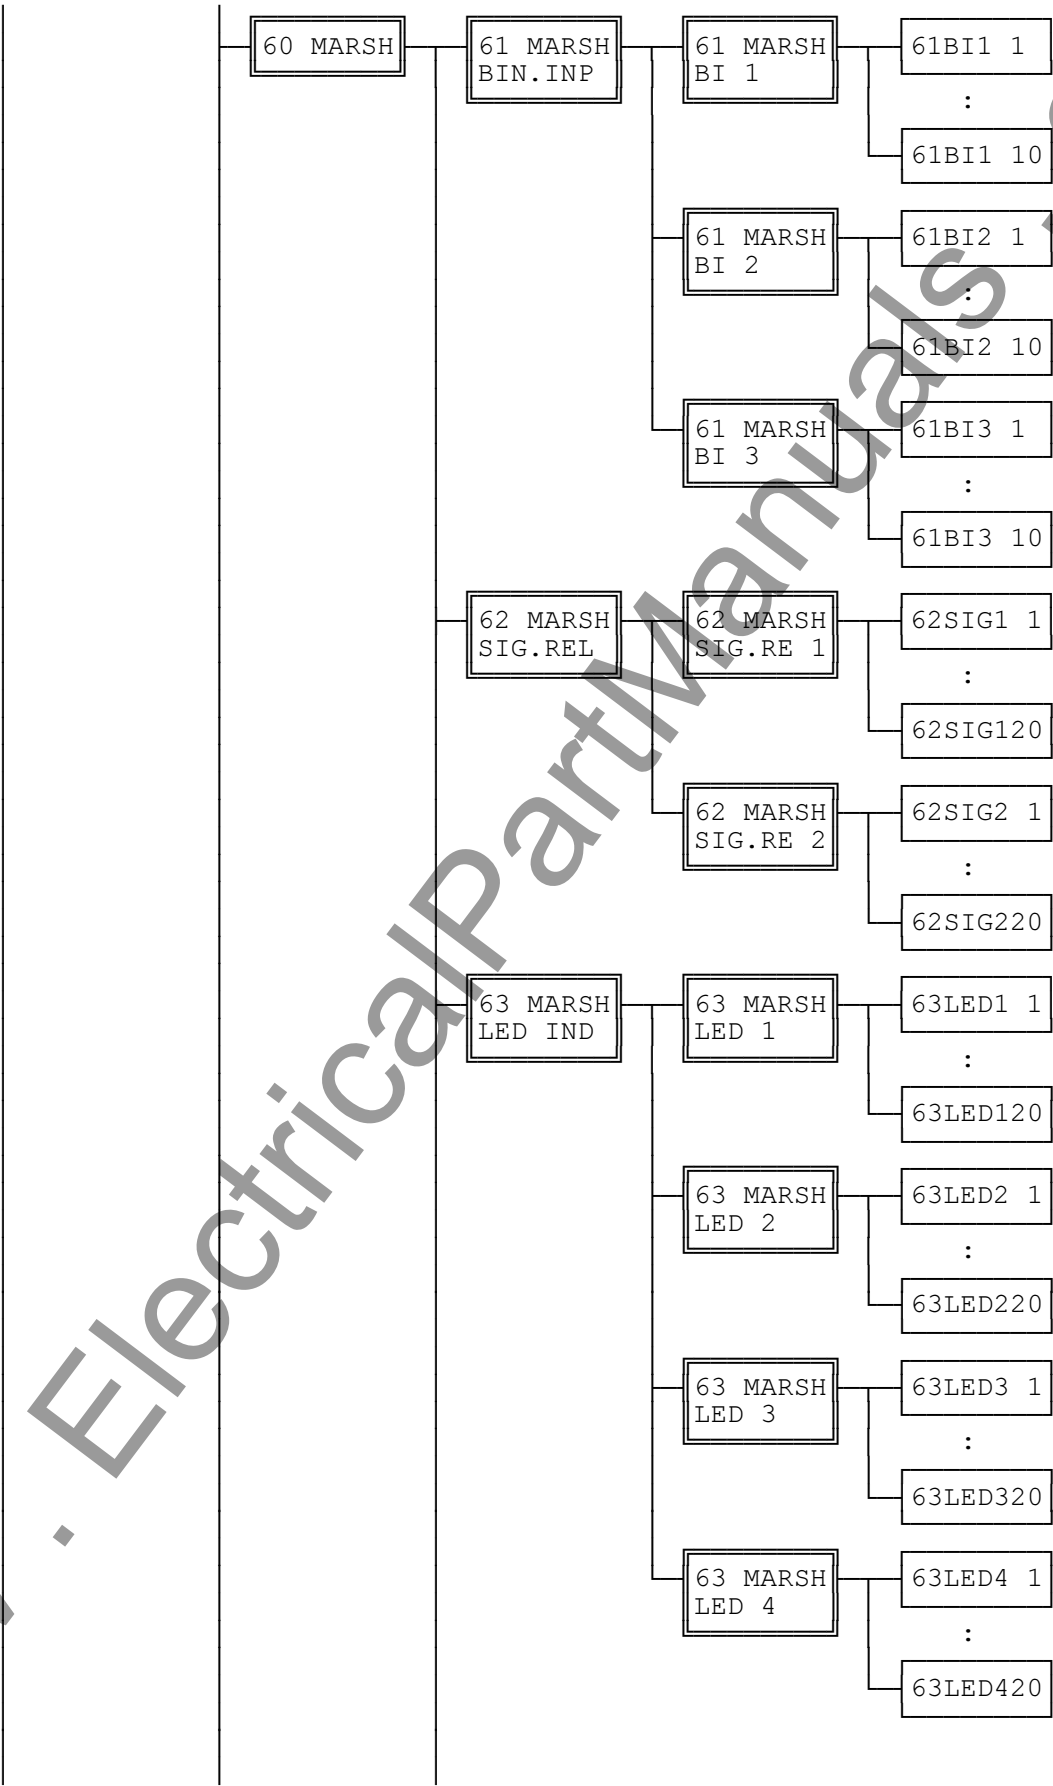 60 MARSH
61 MARSH
BIN.INP
61 MARSH
BI 1
61BI1 1
:
61BI1 10
61 MARSH
BI 2
61BI2 1
:
61BI2 10
61 MARSH
BI 3
61BI3 1
:
61BI3 10
62 MARSH
SIG.REL
62 MARSH
SIG.RE 1
62SIG1 1
:
62SIG120
62 MARSH
SIG.RE 2
62SIG2 1
:
62SIG220
63 MARSH
LED IND
63 MARSH
LED 1
63LED1 1
:
63LED120
63 MARSH
LED 2
63LED2 1
:
63LED220
63 MARSH
LED 3
63LED3 1
:
63LED320
63 MARSH
LED 4
63LED4 1
:
63LED420
. ElectricalPartManuals